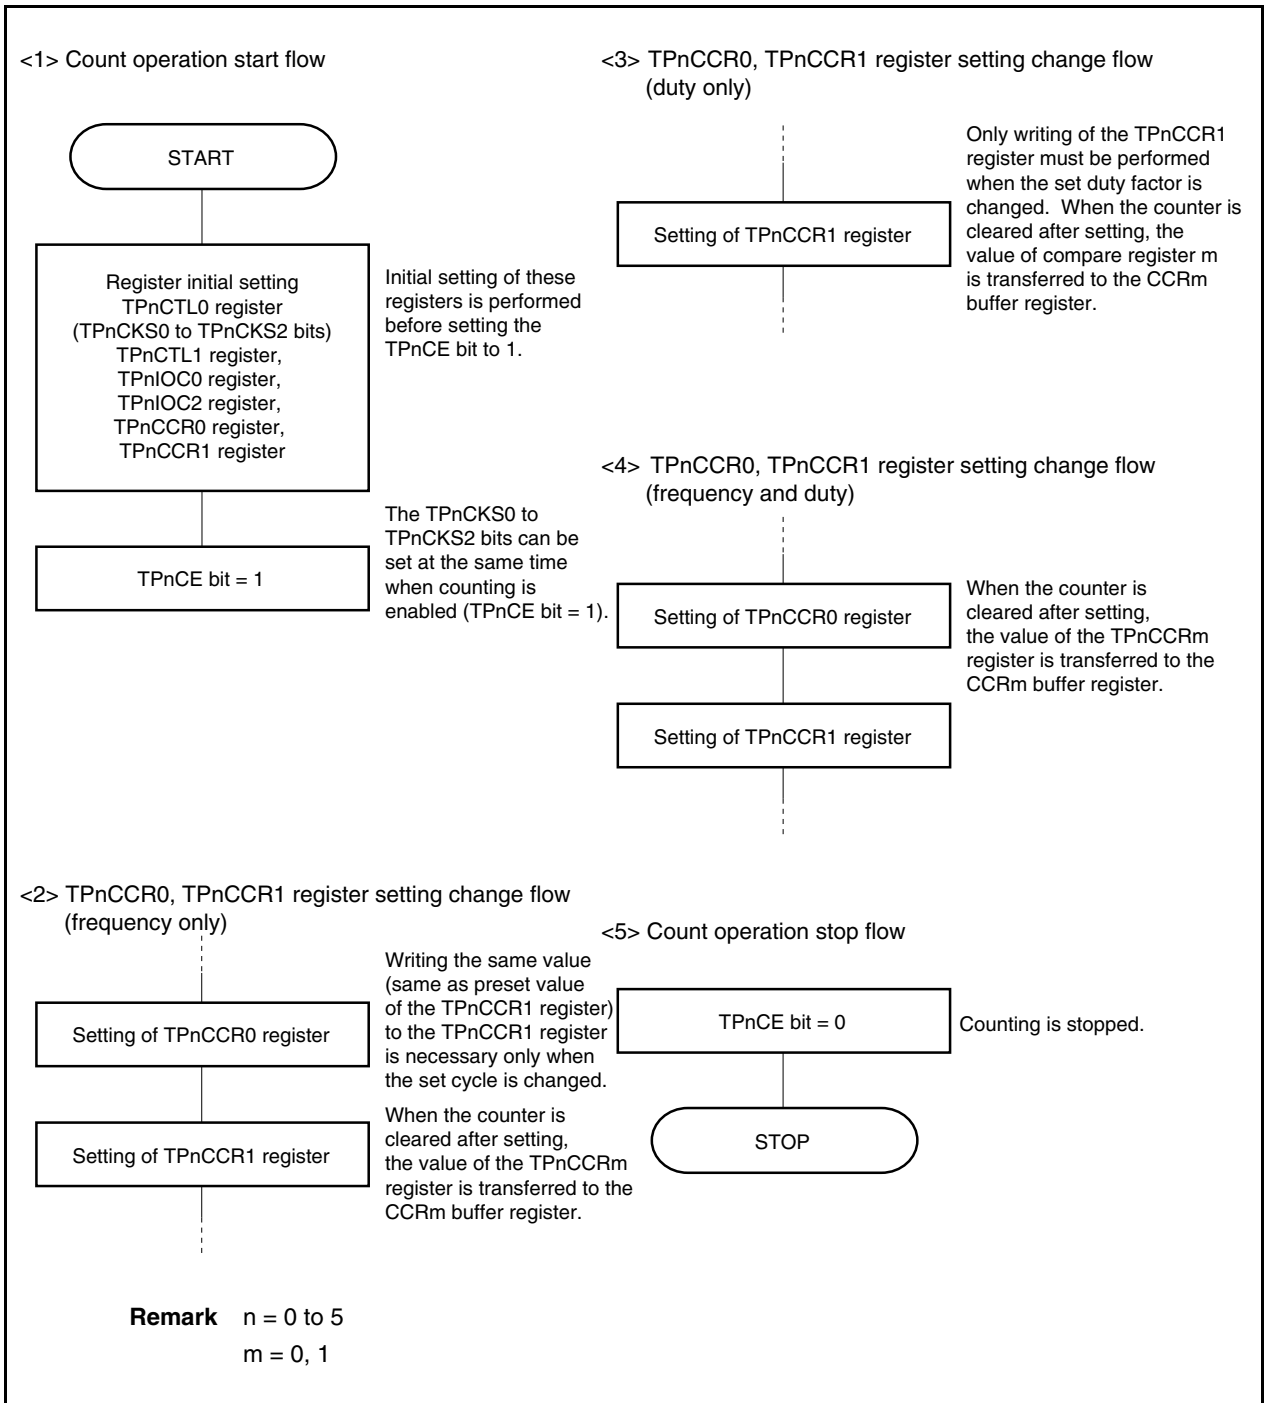 <1> Count operation start flow
START
Register initial setting
TPnCTL0 register
(TPnCKS0 to TPnCKS2 bits)
TPnCTL1 register,
TPnIOC0 register,
TPnIOC2 register,
TPnCCR0 register,
TPnCCR1 register
Initial setting of these
registers is performed
before setting the
TPnCE bit to 1.
TPnCE bit = 1
The TPnCKS0 to
TPnCKS2 bits can be
set at the same time
when counting is
enabled (TPnCE bit = 1).
<2> TPnCCR0, TPnCCR1 register setting change flow
(frequency only)
Setting of TPnCCR0 register
Writing the same value
(same as preset value
of the TPnCCR1 register)
to the TPnCCR1 register
is necessary only when
the set cycle is changed.
Setting of TPnCCR1 register
When the counter is
cleared after setting,
the value of the TPnCCRm
register is transferred to the
CCRm buffer register.
<3> TPnCCR0, TPnCCR1 register setting change flow
(duty only)
Setting of TPnCCR1 register
Only writing of the TPnCCR1
register must be performed
when the set duty factor is
changed. When the counter is
cleared after setting, the
value of compare register m
is transferred to the CCRm
buffer register.
<4> TPnCCR0, TPnCCR1 register setting change flow
(frequency and duty)
Setting of TPnCCR0 register
When the counter is
cleared after setting,
the value of the TPnCCRm
register is transferred to the
CCRm buffer register.
Setting of TPnCCR1 register
<5> Count operation stop flow
TPnCE bit = 0
Counting is stopped.
STOP
Remark n = 0 to 5
m = 0, 1